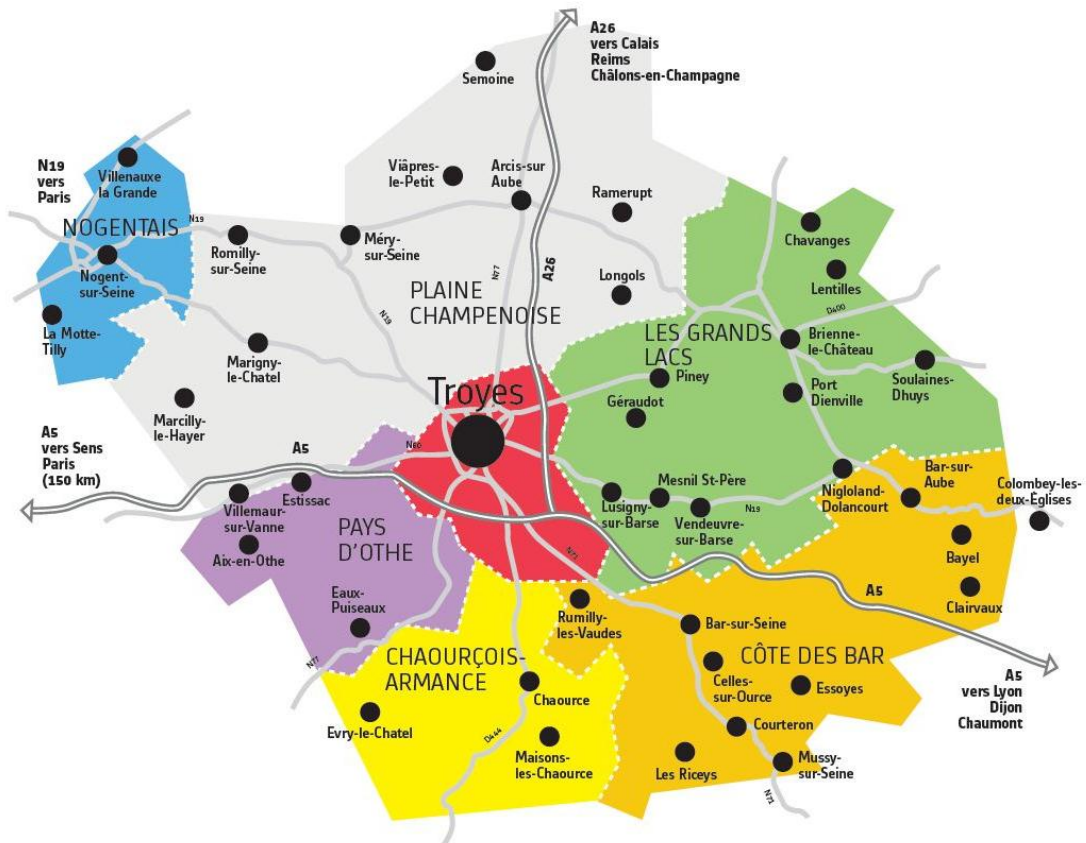 A26
vers Calais
Reims
Châlons-en-Champagne
Semoine
N19
vers
Paris
Villenauxe
la Grande
Viâpres-
le-Petit
Arcis-sur
Aube
Ramerupt
NOGENTAIS
N19
Romilly-
sur-Seine
Méry-
sur-Seine
Chavanges
Nogent-
sur-Seine
N77
A26
Longols
Lentilles
PLAINE
CHAMPENOISE
D400
La Motte-
Tilly
N19
LES GRANDS
LACS
Brienne-
le-Château
Marigny-
le-Chatel
Piney
Soulaines-
Dhuys
Troyes
Géraudot
Port
Dienville
Marcilly-
le-Hayer
A5
vers Sens
Paris
(150 km)
A5
N60
Estissac
Mesnil St-Père
Bar-sur-
Aube
Colombey-les-
deux-Églises
Nigloland-
Dolancourt
Villemaur-
sur-Vanne
Lusigny-
sur-Barse
Vendeuvre-
sur-Barse
N19
PAYS
D'OTHE
Bayel
Aix-en-Othe
N71
A5
Clairvaux
Eaux-
Puiseaux
Rumilly-
les-Vaudes
Bar-sur-Seine
N77
CHAOURÇOIS-
ARMANCE
CÔTE DES BAR
Celles-
sur-Ource
Essoyes
A5
vers Lyon
Dijon
Chaumont
Chaource
Evry-le-Chatel
D444
Courteron
Maisons-
les-Chaource
Les Riceys
Mussy-
sur-Seine
N71